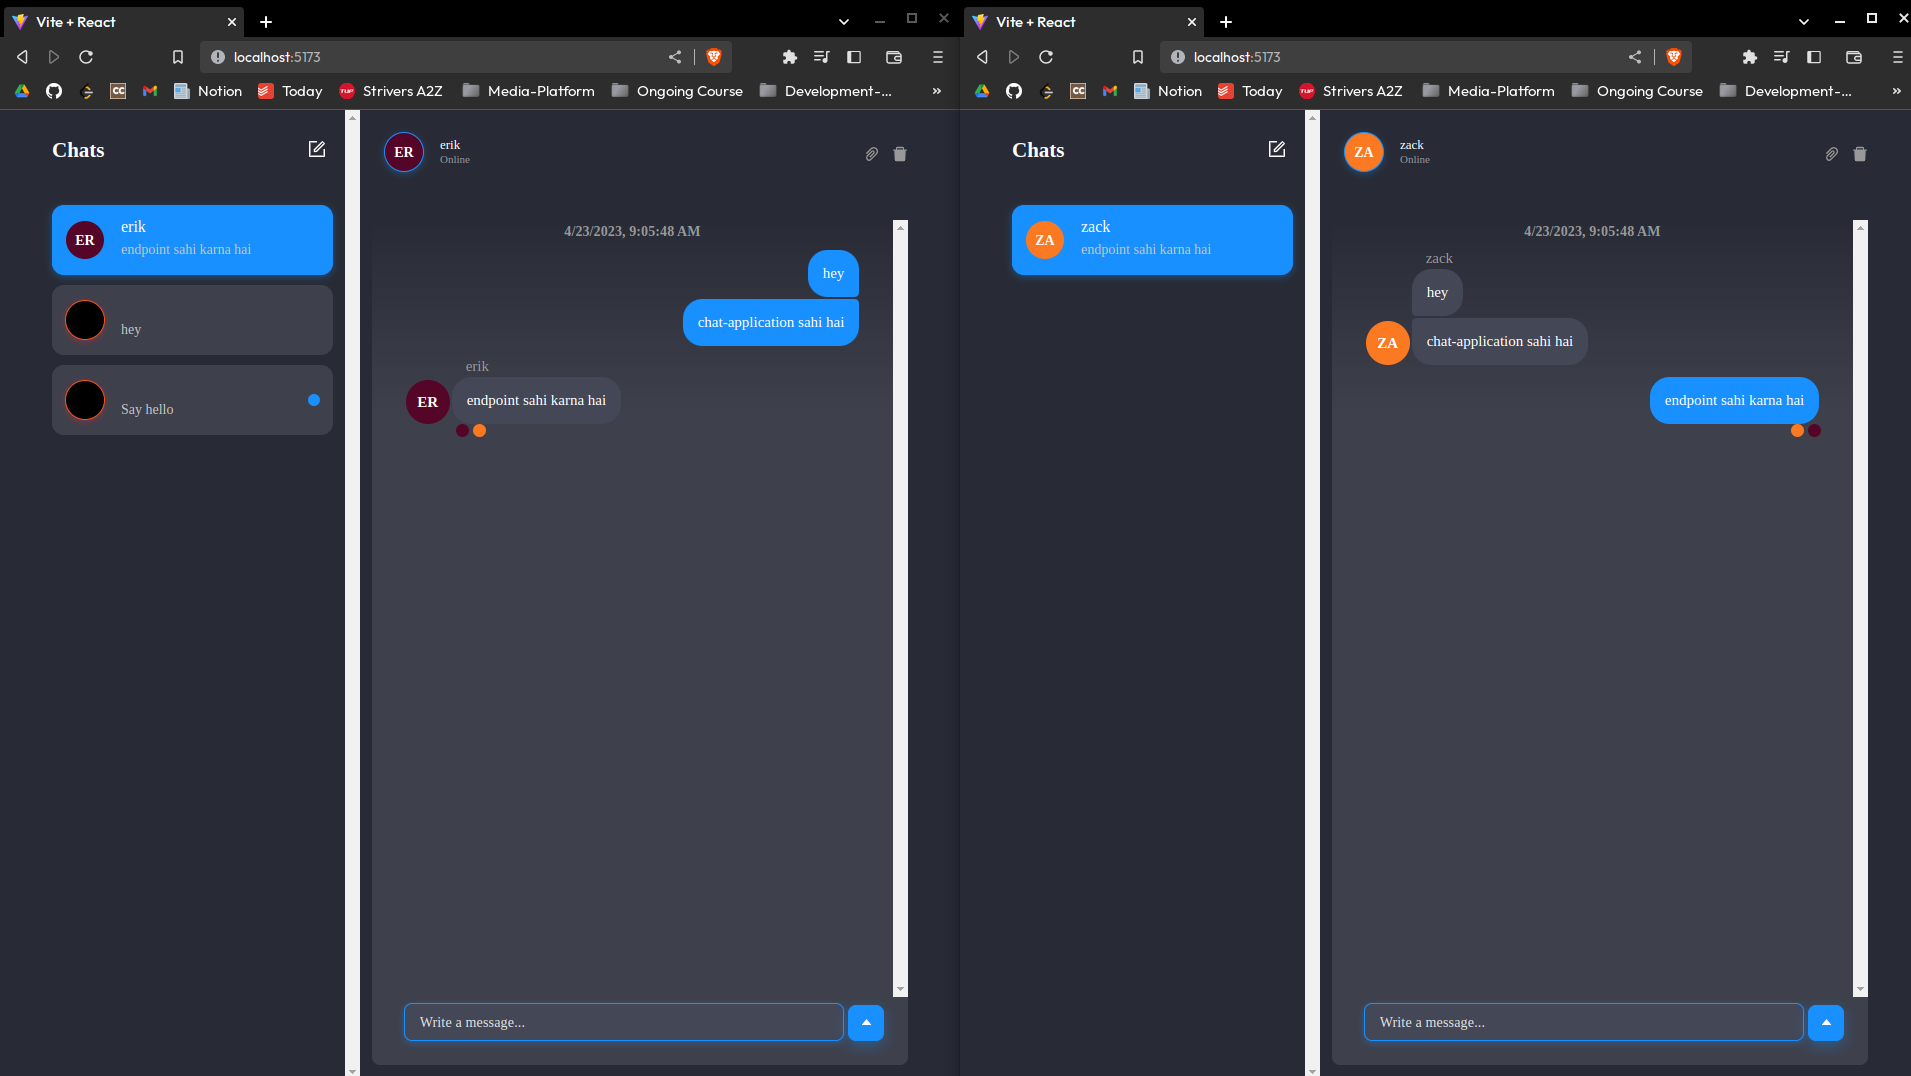 Vite + React
localhost:5173
Notion Today Strivers A2Z Media-Platform Ongoing Course Development-... »
Chats
erik
endpoint sahi karna hai
hey
Say hello
ER
ER
erik
Online
4/23/2023, 9:05:48 AM
hey
chat-application sahi hai
erik
ER
endpoint sahi karna hai
Write a message...
Vite + React
localhost:5173
CC Notion Today TUF Strivers A2Z Media-Platform Ongoing Course Development-... »
Chats
ZA
zack
endpoint sahi karna hai
ZA
zack
Online
4/23/2023, 9:05:48 AM
zack
hey
ZA
chat-application sahi hai
endpoint sahi karna hai
Write a message...